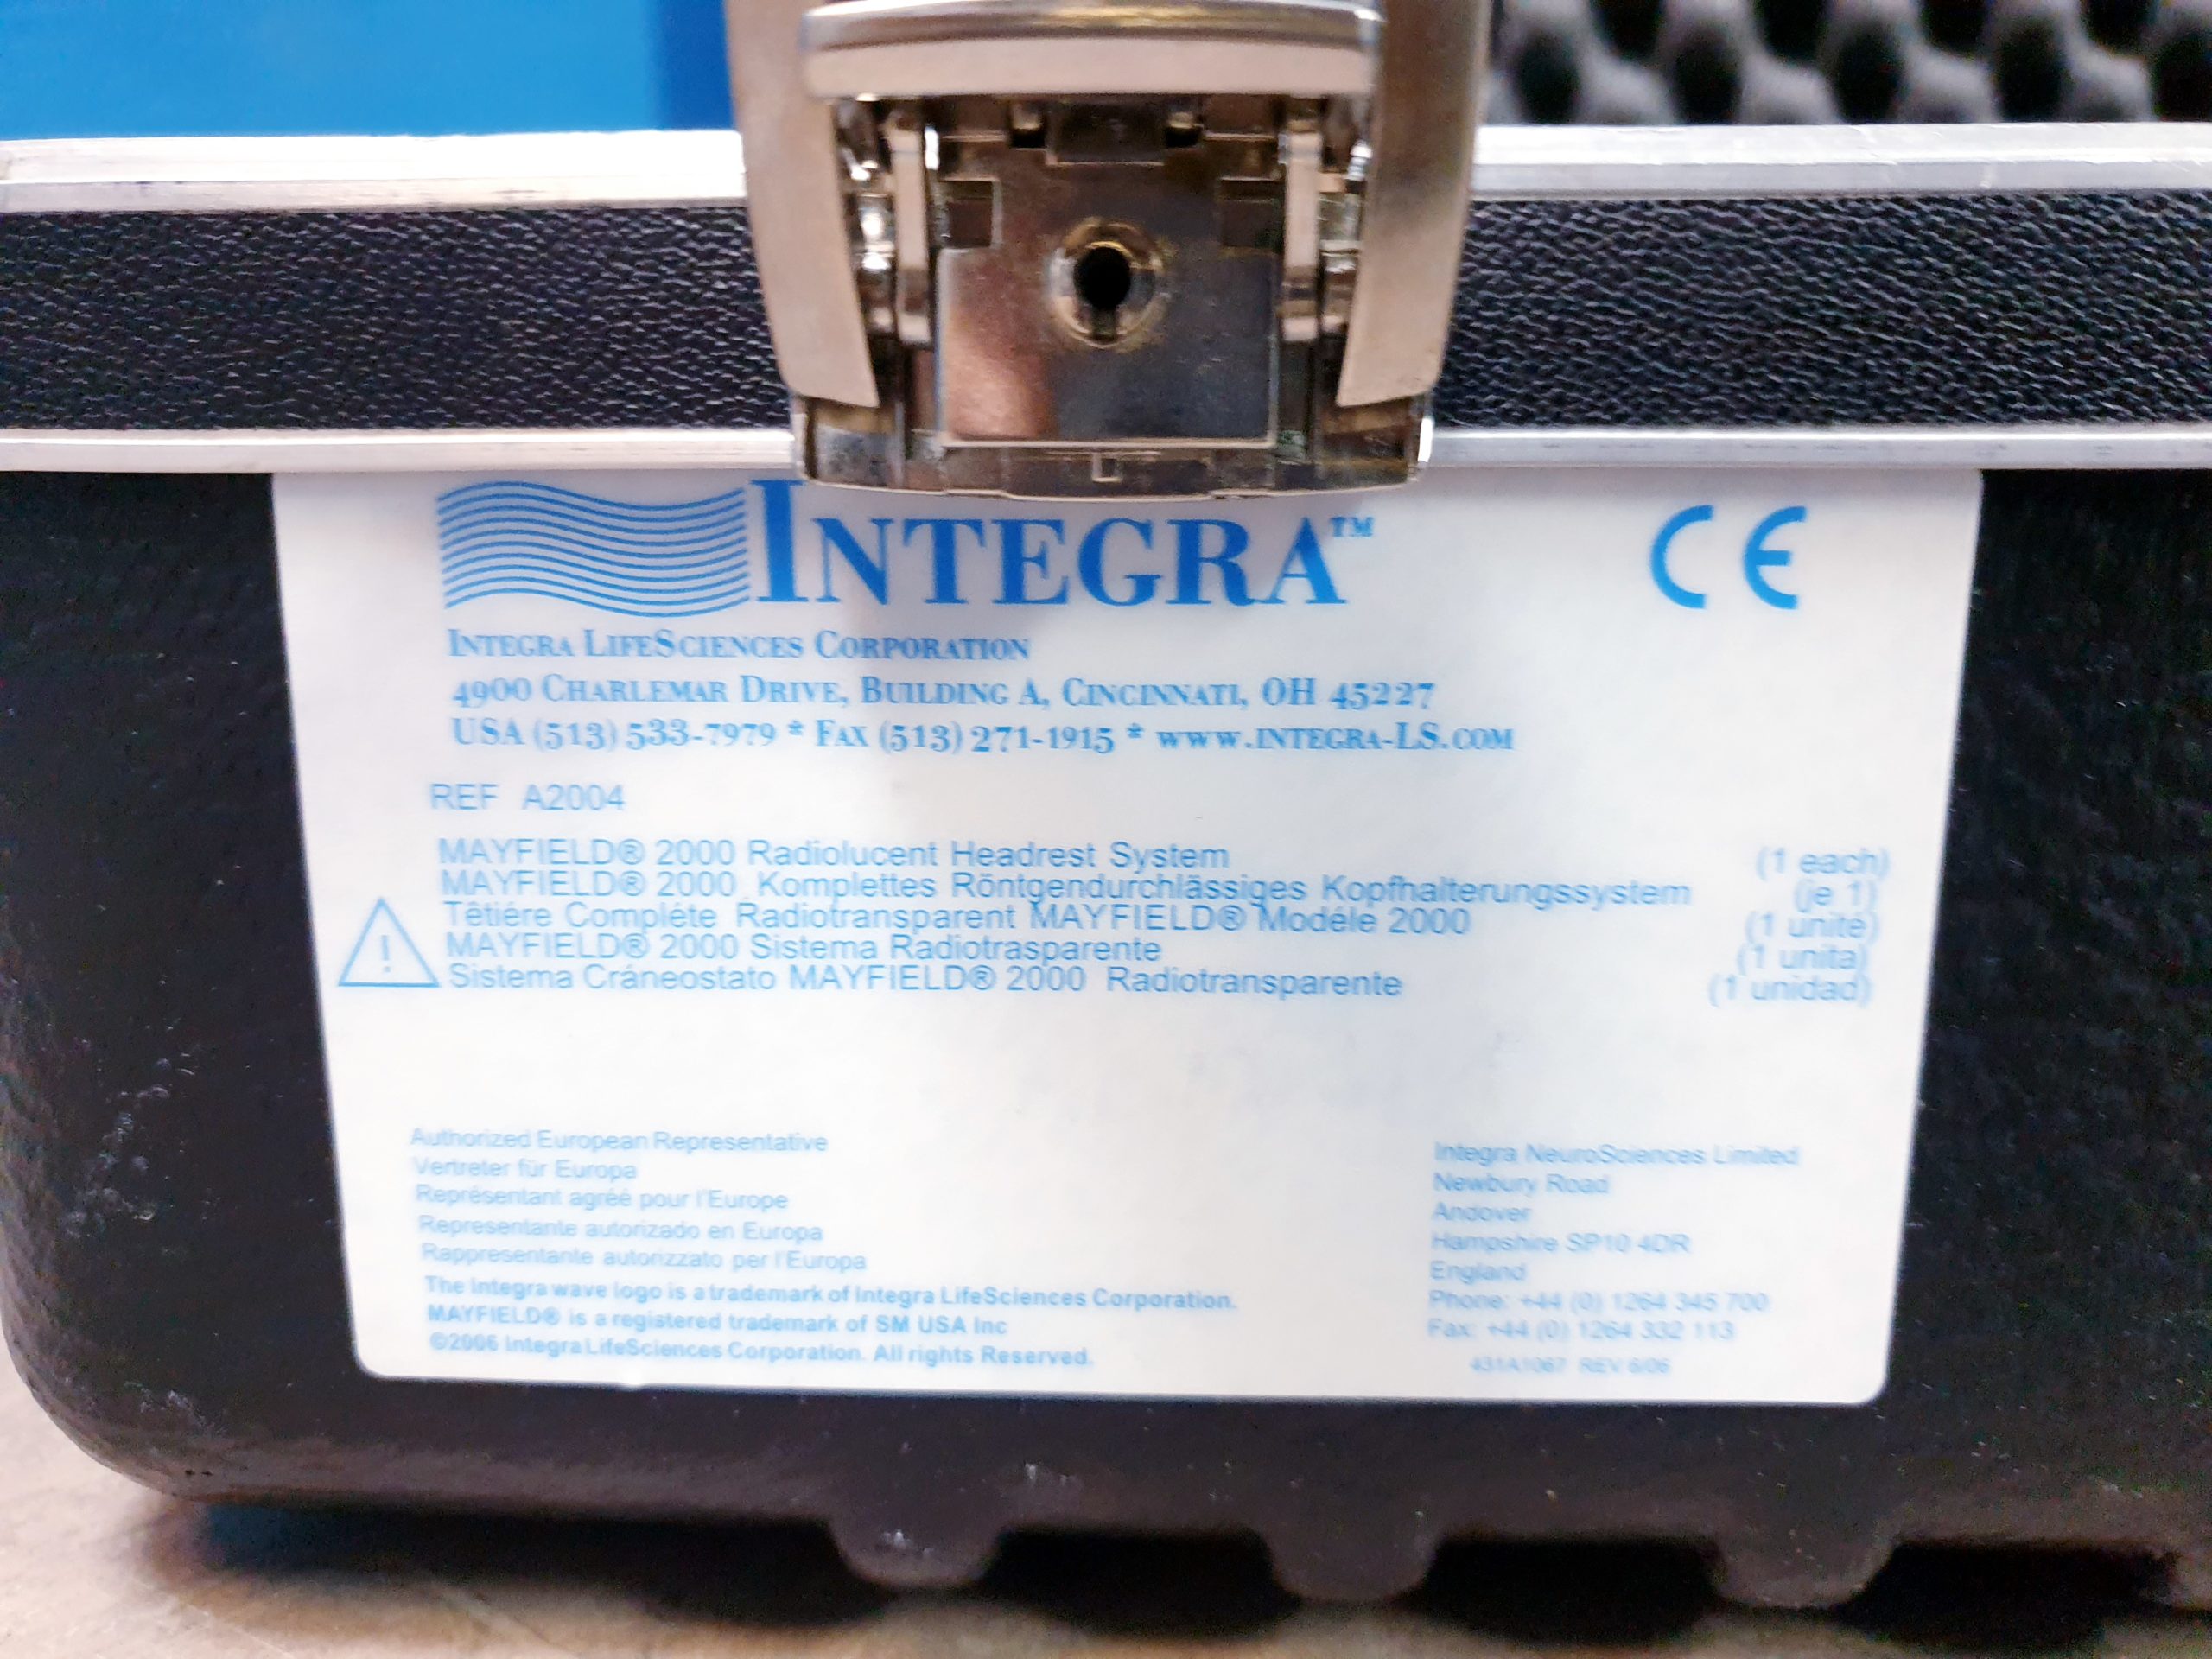 INTEGRA™
CE
INTEGRA LIFESCIENCES CORPORATION
4900 CHARLEMAR DRIVE, BUILDING A, CINCINNATI, OH 45227
USA (513) 533-7979 * FAX (513) 271-1915 * WWW.INTEGRA-LS.COM
REF A2004
MAYFIELD® 2000 Radiolucent Headrest System (1 each)
MAYFIELD® 2000 Komplettes Röntgendurchlässiges Kopfhalterungssystem (je 1)
Têtiére Compléte Radiotransparent MAYFIELD® Modéle 2000 (1 unite)
MAYFIELD® 2000 Sistema Radiotrasparente (1 unita)
Sistema Cráneostato MAYFIELD® 2000 Radiotransparente (1 unidad)
!
Authorized European Representative
Vertreter für Europa
Représentant agréé pour l'Europe
Representante autorizado en Europa
Rappresentante autorizzato per l'Europa
The Integra wave logo is a trademark of Integra LifeSciences Corporation.
MAYFIELD® is a registered trademark of SM USA Inc
©2006 Integra LifeSciences Corporation. All rights Reserved.
Integra NeuroSciences Limited
Newbury Road
Andover
Hampshire SP10 4DR
England
Phone: +44 (0) 1264 345 700
Fax: +44 (0) 1264 332 113
431A1067 REV 6/06